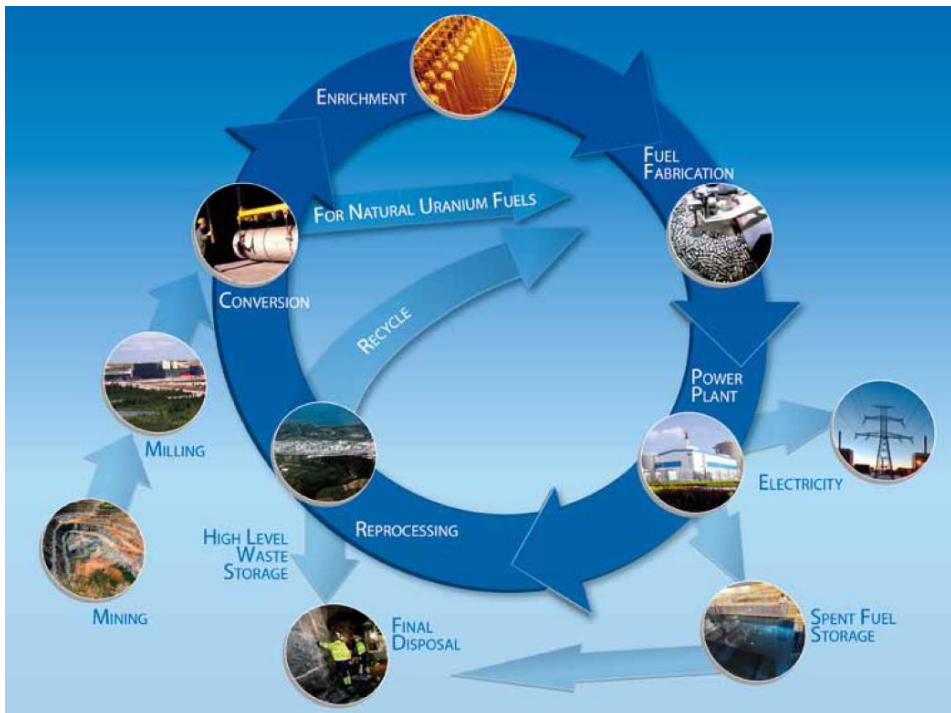 ENRICHMENT
FUEL
FABRICATION
FOR NATURAL URANIUM FUELS
CONVERSION
RECYCLE
POWER
PLANT
MILLING
ELECTRICITY
HIGH LEVEL
WASTE
STORAGE
REPROCESSING
MINING
FINAL
DISPOSAL
SPENT FUEL
STORAGE